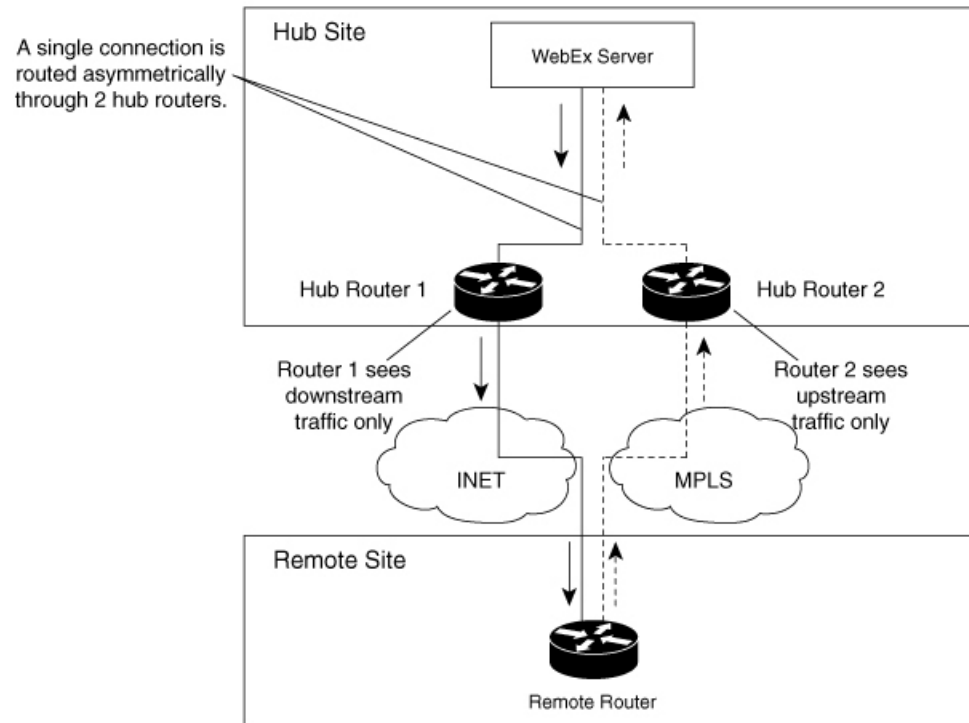 Hub Site
A single connection is
routed asymmetrically
through 2 hub routers.
WebEx Server
Hub Router 1
Hub Router 2
Router 1 sees
downstream
traffic only
Router 2 sees
upstream
traffic only
INET
MPLS
Remote Site
Remote Router